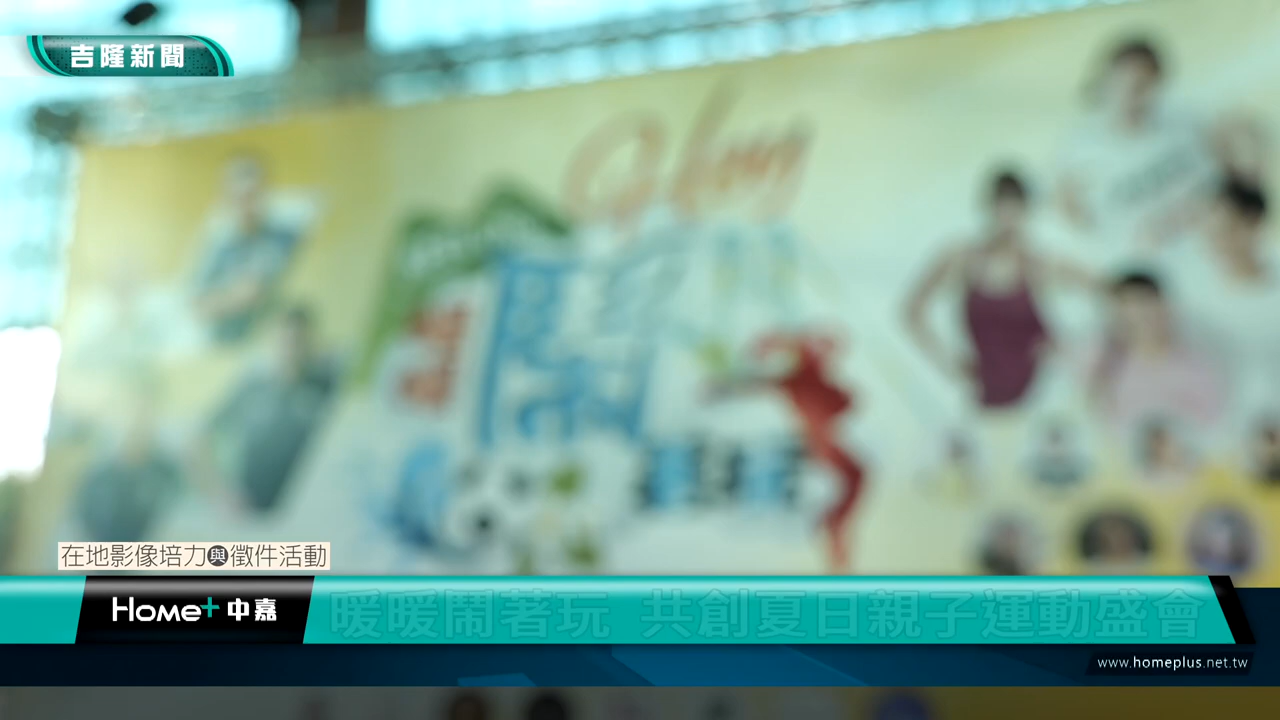 吉隆新聞
在地影像培力與徵件活動
Home+中嘉
暖暖鬧著玩 共創夏日親子運動盛會
www.homeplus.net.tw